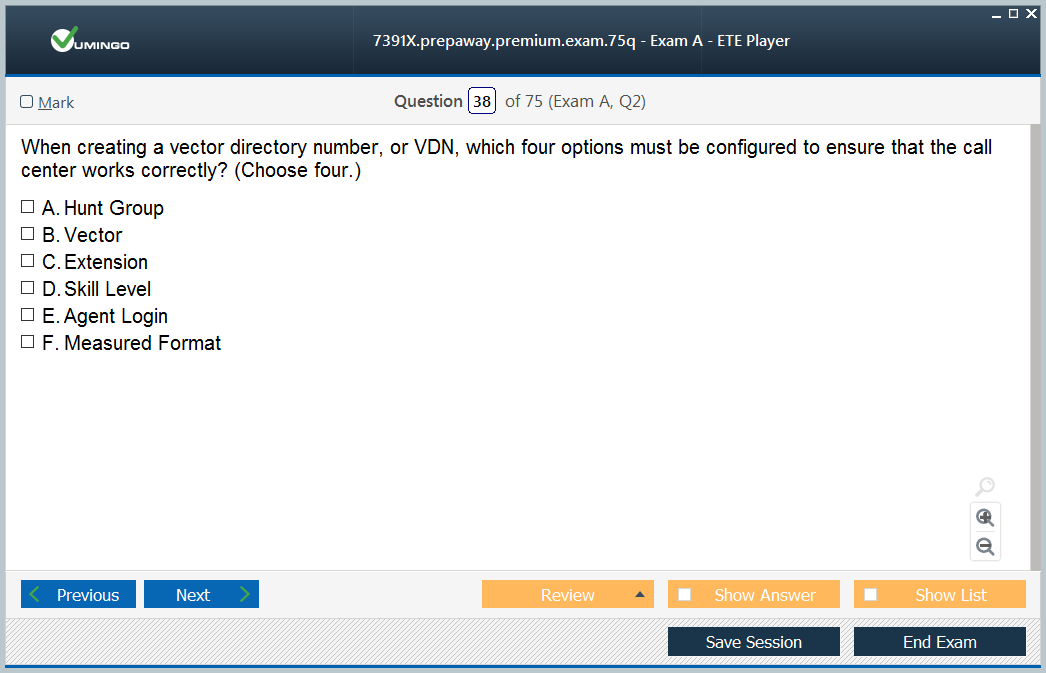 VUMINGO
7391X.prepaway.premium.exam.75q - Exam A - ETE Player
Mark
Question 38 of 75 (Exam A, Q2)
When creating a vector directory number, or VDN, which four options must be configured to ensure that the call
center works correctly? (Choose four.)
A. Hunt Group
B. Vector
C. Extension
D. Skill Level
E. Agent Login
F. Measured Format
Previous
Next
Review
Show Answer
Show List
Save Session
End Exam